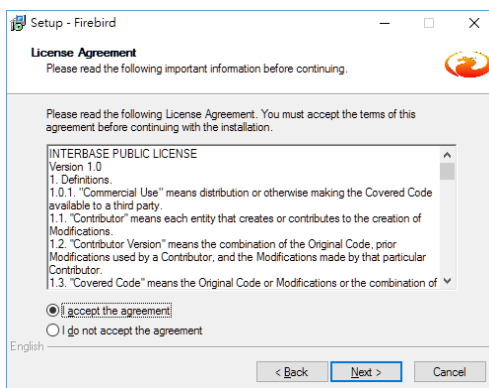 Setup - Firebird
License Agreement
Please read the following important information before continuing.
Please read the following License Agreement. You must accept the terms of this
agreement before continuing with the installation.
INTERBASE PUBLIC LICENSE
Version 1.0
1. Definitions.
1.0.1. "Commercial Use" means distribution or otherwise making the Covered Code
available to a third party.
1.1. "Contributor" means each entity that creates or contributes to the creation of
Modifications.
1.2. "Contributor Version" means the combination of the Original Code, prior
Modifications used by a Contributor, and the Modifications made by that particular
Contributor.
1.3. "Covered Code" means the Original Code or Modifications or the combination of
I accept the agreement
I do not accept the agreement
English
< Back Next > Cancel